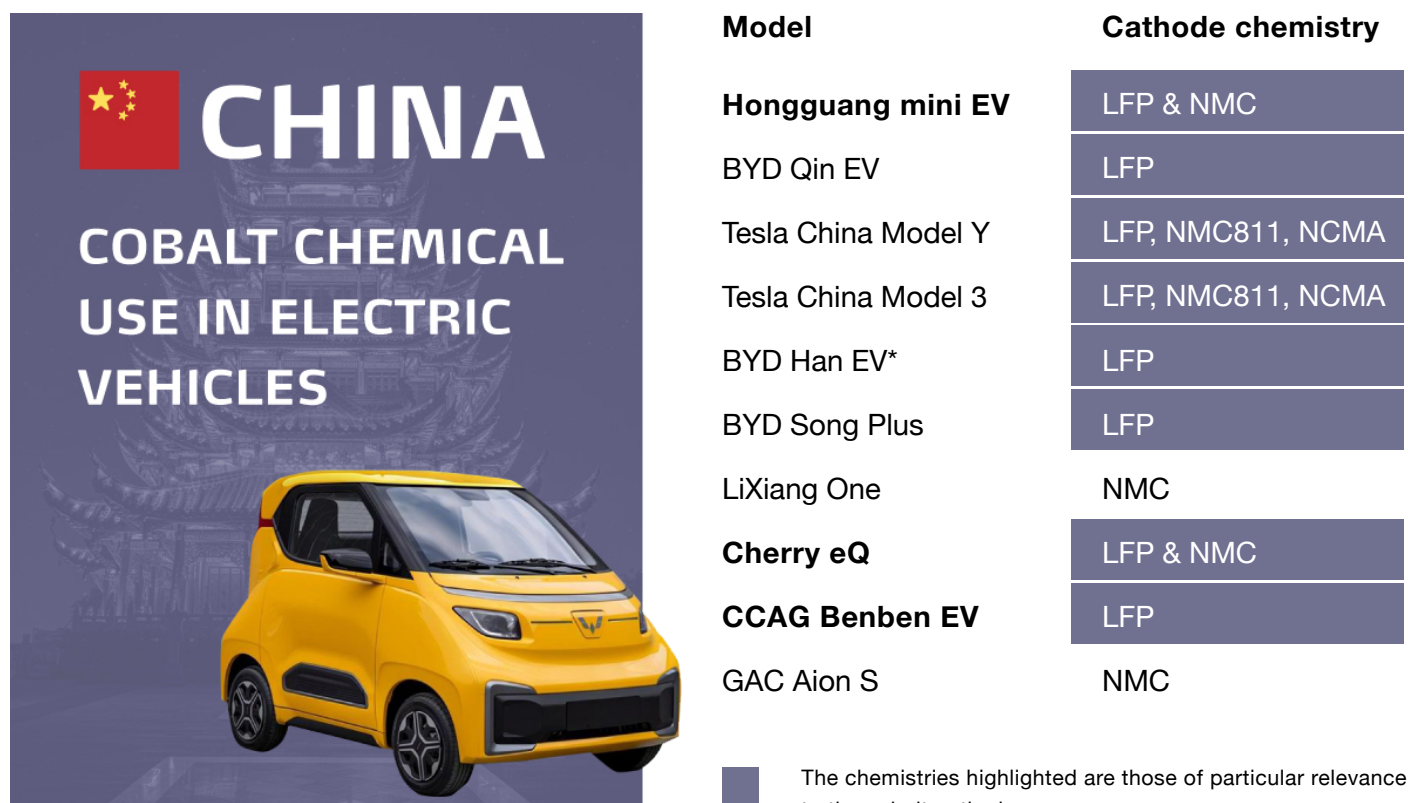 CHINA
COBALT CHEMICAL
USE IN ELECTRIC
VEHICLES
Model Cathode chemistry
Hongguang mini EV LFP & NMC
BYD Qin EV LFP
Tesla China Model Y LFP, NMC811, NCMA
Tesla China Model 3 LFP, NMC811, NCMA
BYD Han EV* LFP
BYD Song Plus LFP
LiXiang One NMC
Cherry eQ LFP & NMC
CCAG Benben EV LFP
GAC Aion S NMC
The chemistries highlighted are those of particular relevance